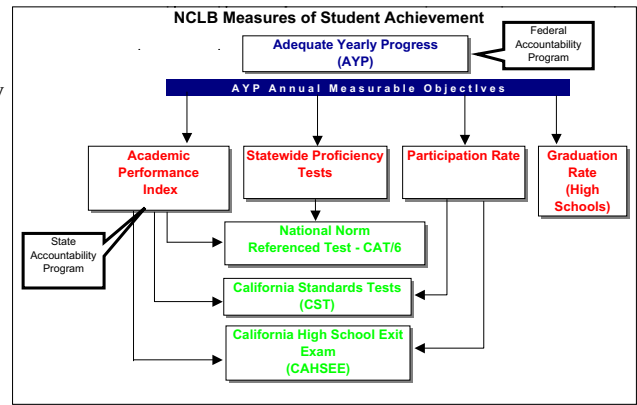 NCLB Measures of Student Achievement
Adequate Yearly Progress
(AYP)
Federal
Accountability
Program
AYP Annual Measurable Objectives
Academic
Performance
Index
Statewide Proficiency
Tests
Participation Rate
Graduation
Rate
(High
Schools)
State
Accountability
Program
National Norm
Referenced Test - CAT/6
California Standards Tests
(CST)
California High School Exit
Exam
(CAHSEE)